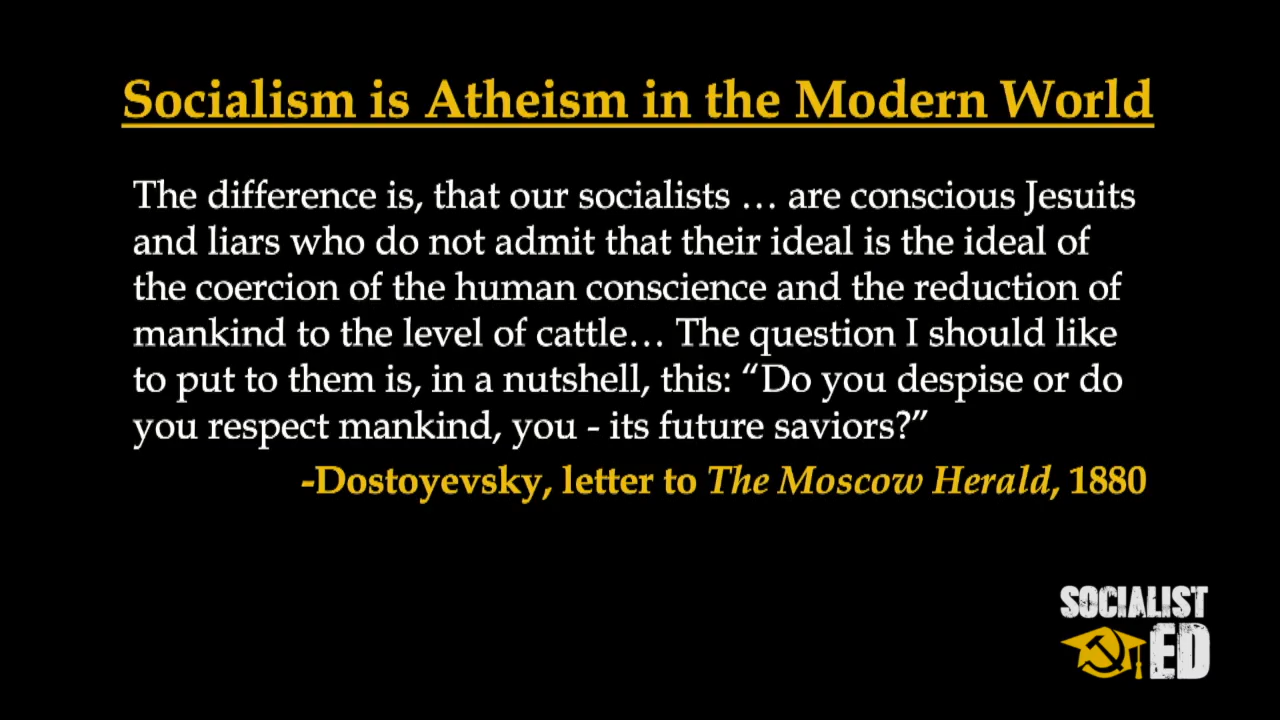 Socialism is Atheism in the Modern World
The difference is, that our socialists … are conscious Jesuits
and liars who do not admit that their ideal is the ideal of
the coercion of the human conscience and the reduction of
mankind to the level of cattle… The question I should like
to put to them is, in a nutshell, this: “Do you despise or do
you respect mankind, you - its future saviors?”
-Dostoyevsky, letter to The Moscow Herald, 1880
SOCIALIST
ED